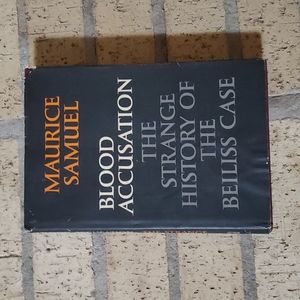 MAURICE
SAMUEL
BLOOD
ACCUSATION
THE
STRANGE
HISTORY OF
THE
BEILISS CASE